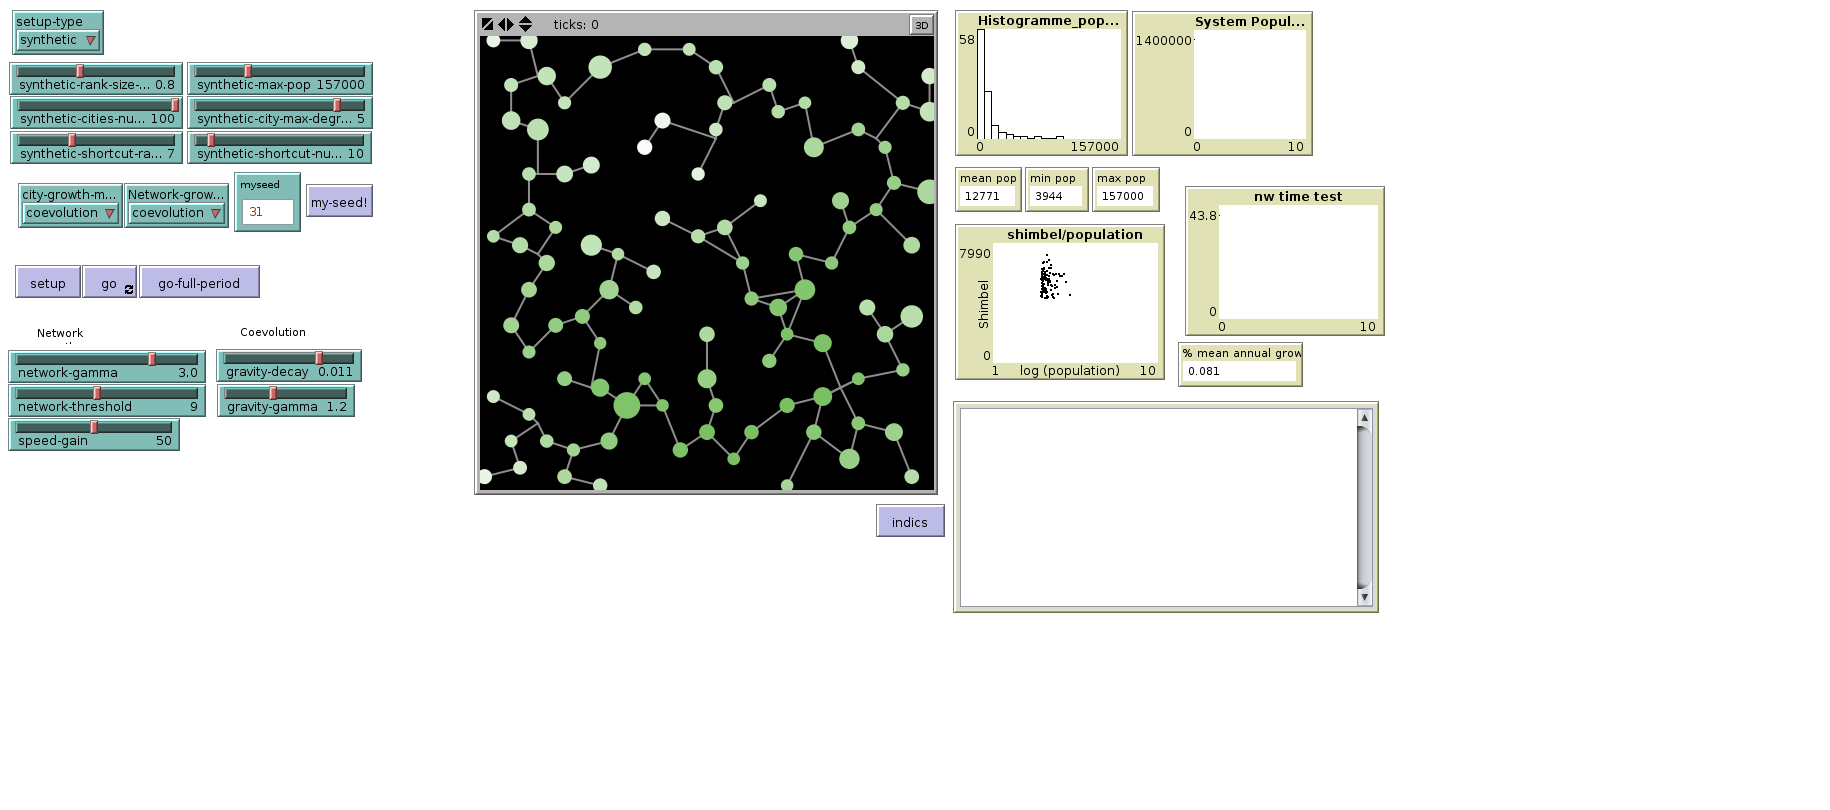 setup-type
synthetic
synthetic-rank-size-... 0.8
synthetic-max-pop 157000
synthetic-cities-nu... 100
synthetic-city-max-degr... 5
synthetic-shortcut-ra... 7
synthetic-shortcut-nu... 10
city-growth-m...
coevolution
Network-grow...
coevolution
myseed
31
my-seed!
setup
go
go-full-period
Network
Coevolution
network-gamma 3.0
gravity-decay 0.011
network-threshold 9
gravity-gamma 1.2
speed-gain 50
ticks: 0
3D
indics
Histogramme_pop...
58
0
0 157000
System Popul...
1400000
0
0 10
mean pop
12771
min pop
3944
max pop
157000
shimbel/population
7990
Shimbel
0
1 log (population) 10
nw time test
43.8
0
0 10
% mean annual grow
0.081